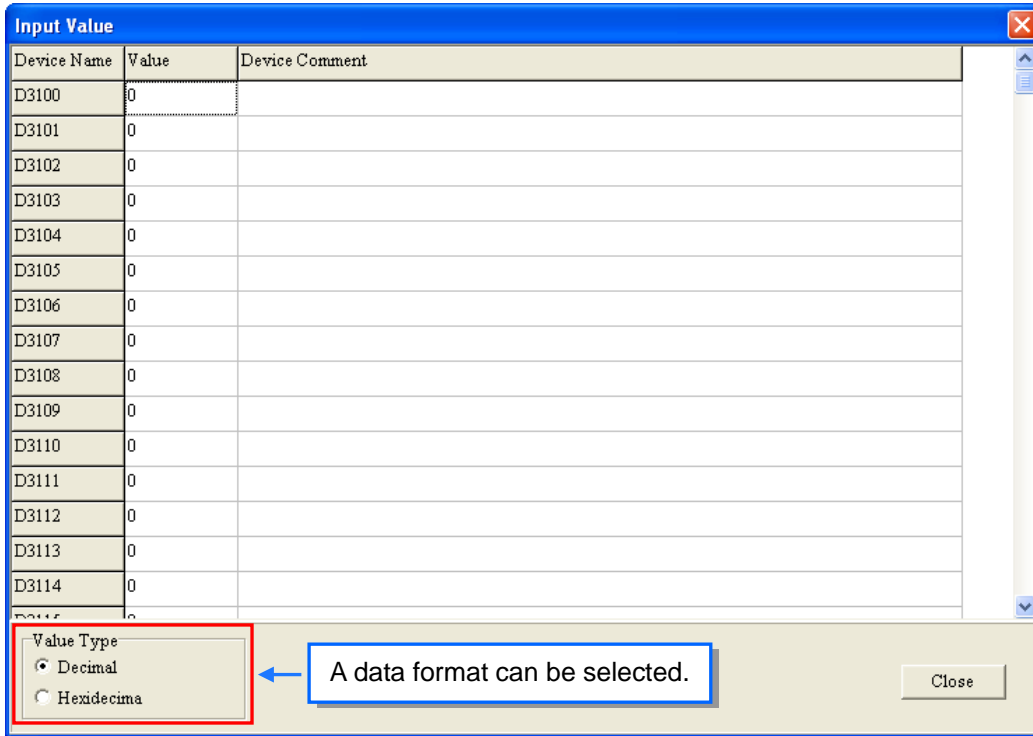 Input Value
Device Name Value Device Comment
D3100 0
D3101 0
D3102 0
D3103 0
D3104 0
D3105 0
D3106 0
D3107 0
D3108 0
D3109 0
D3110 0
D3111 0
D3112 0
D3113 0
D3114 0
Value Type
Decimal
Hexidecima
A data format can be selected.
Close